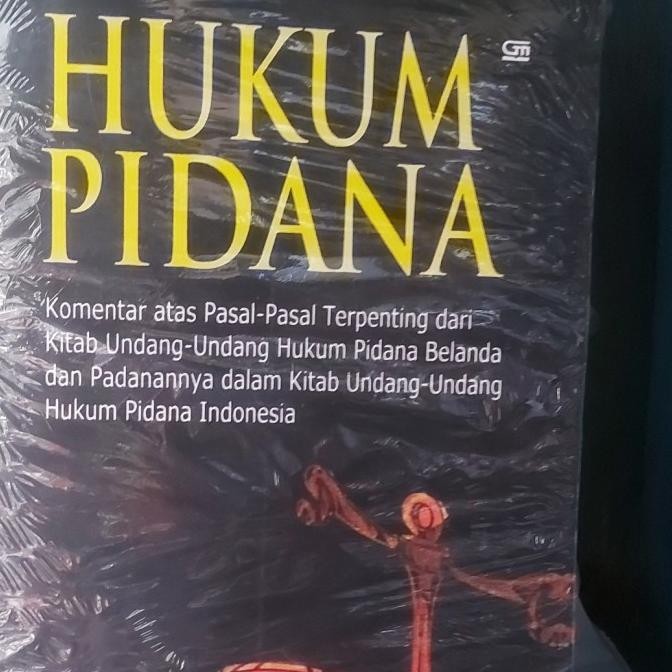 HUKUM
PIDANA
Komentar atas Pasal-Pasal Terpenting dari
Kitab Undang-Undang Hukum Pidana Belanda
dan Padanannya dalam Kitab Undang-Undang
Hukum Pidana Indonesia